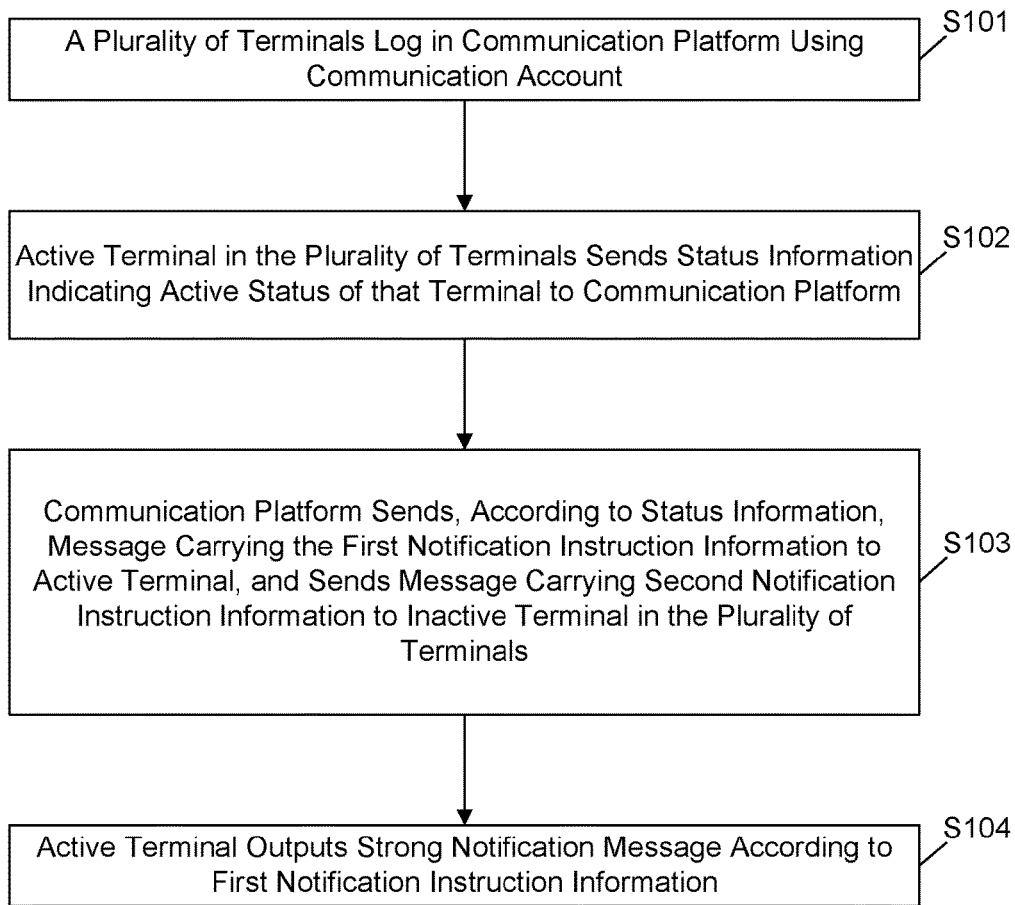 S101
A Plurality of Terminals Log in Communication Platform Using
Communication Account
S102
Active Terminal in the Plurality of Terminals Sends Status Information
Indicating Active Status of that Terminal to Communication Platform
S103
Communication Platform Sends, According to Status Information,
Message Carrying the First Notification Instruction Information to
Active Terminal, and Sends Message Carrying Second Notification
Instruction Information to Inactive Terminal in the Plurality of
Terminals
S104
Active Terminal Outputs Strong Notification Message According to
First Notification Instruction Information